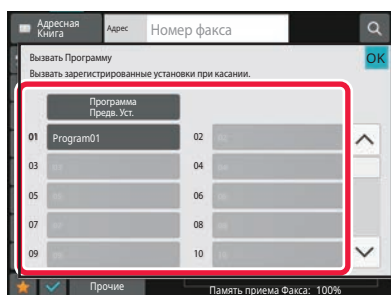 Адресная
Книга
Адрес
Номер факса
Вызвать Программу
OK
Вызвать зарегистрированные установки при касании.
Программа
Предв. Уст.
01 Program01 02
03 04
05 06
07 08
09 10
Прочие
Память приема Факса: 100%